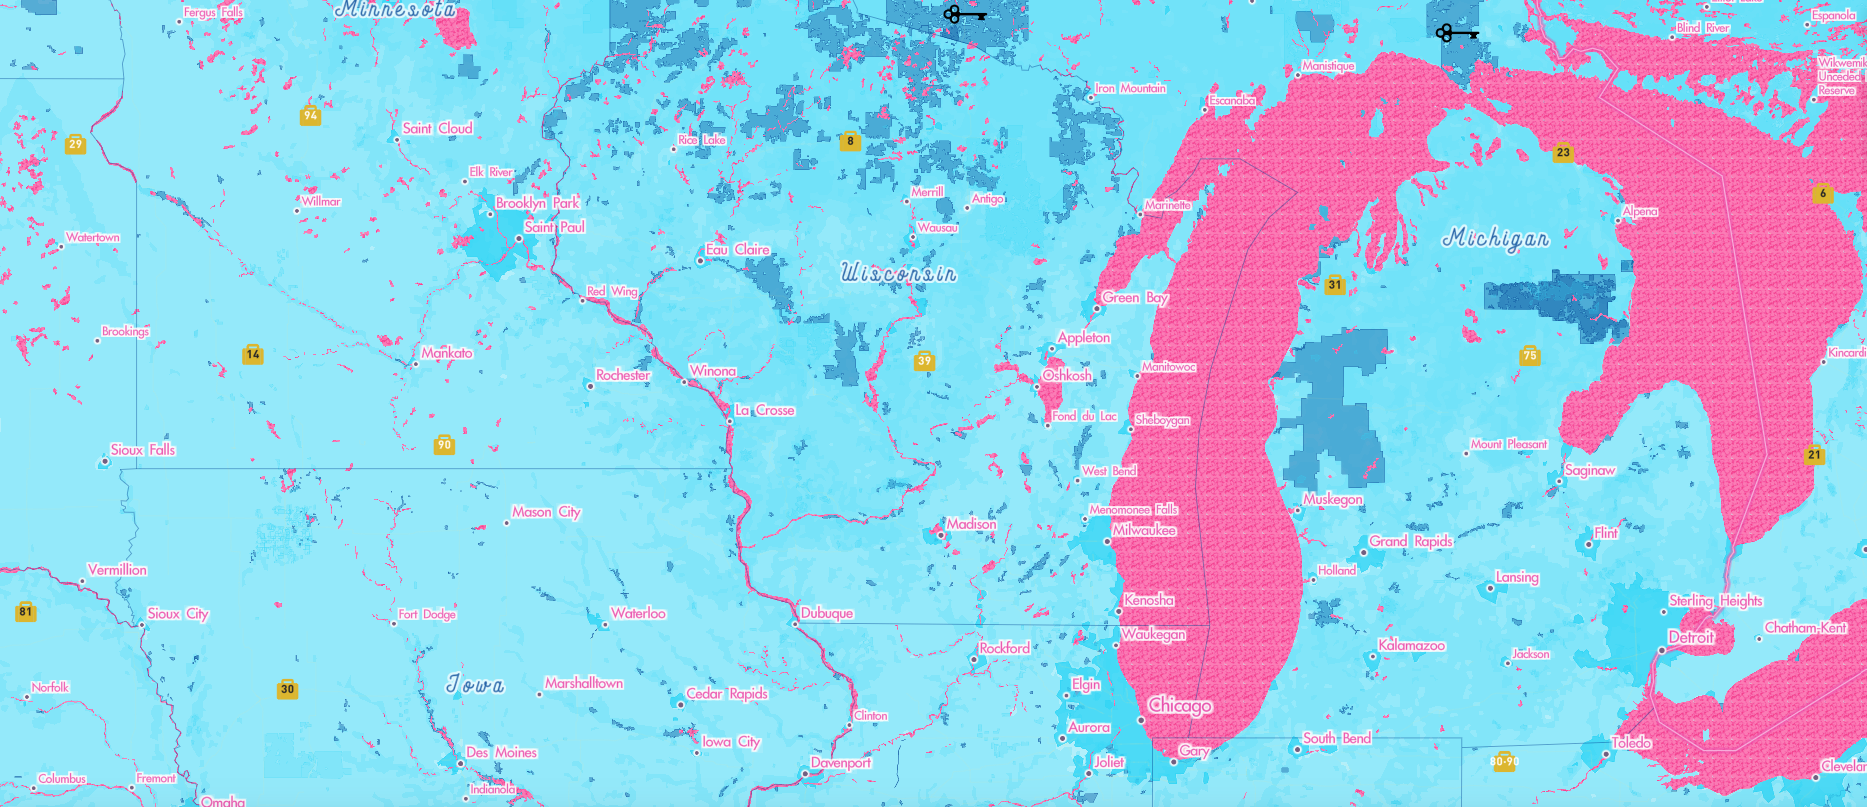 Minnesota
Fergus Falls
Espanola
Blind River
Wikwemik
Unceded
Reserve
Manistique
Iron Mountain
Escanaba
94
Saint Cloud
29
8
Rice Lake
23
Elk River
Willmar
Brooklyn Park
Merrill
Antigo
Marinette
6
Alpena
Saint Paul
Wausau
Watertown
Eau Claire
Michigan
Wisconsin
Red Wing
Green Bay
31
Brookings
14
Mankato
Appleton
39
75
Kincardi
Rochester
Winona
Oshkosh
Manitowoc
La Crosse
Fond du Lac
Sheboygan
90
Sioux Falls
Mount Pleasant
21
West Bend
Saginaw
Muskegon
Mason City
Menomonee Falls
Madison
Milwaukee
Grand Rapids
Flint
Vermillion
Holland
Lansing
81
Sioux City
Fort Dodge
Waterloo
Dubuque
Kenosha
Sterling Heights
Waukegan
Detroit
Chatham-Kent
Rockford
Kalamazoo
Jackson
Norfolk
30
Iowa
Marshalltown
Cedar Rapids
Elgin
Chicago
Clinton
Aurora
Iowa City
South Bend
Des Moines
Gary
Toledo
Davenport
Joliet
80-90
Columbus
Fremont
Clevelan
Indianola
Omaha